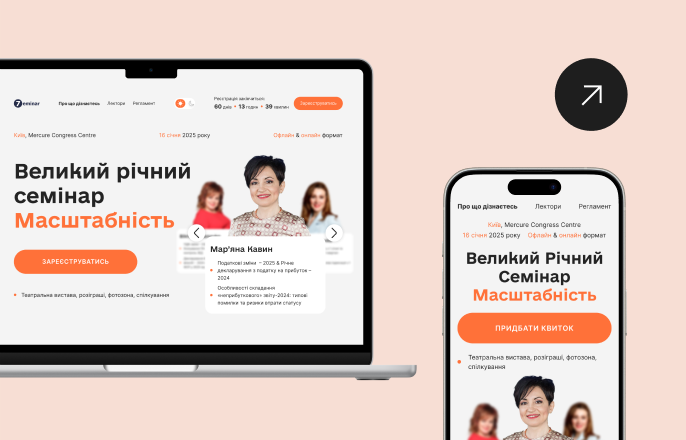 7eminar
Про що дізнаєтесь
Лектори
Регламент
Реєстрація закінчиться:
60 днів • 13 годин • 39 хвилин
Зареєструватись
Київ, Mercure Congress Centre
16 січня 2025 року
Офлайн & онлайн формат
Великий річний
семінар
Масштабність
ЗАРЕЄСТРУВАТИСЬ
Театральна вистава, розіграші, фотозона, спілкування
Мар’яна Кавин
Податкові зміни – 2025 & Річне
декларування з податку на прибуток –
2024
Особливості складання
«неприбуткового» звіту-2024: типові
помилки та ризики втрати статусу
Про що дізнаєтесь
Лектори
Регламент
Київ, Mercure Congress Centre
16 січня 2025 року
Офлайн & онлайн формат
Великий Річний
Семінар
Масштабність
ПРИДБАТИ КВИТОК
Театральна вистава, розіграші, фотозона,
спілкування